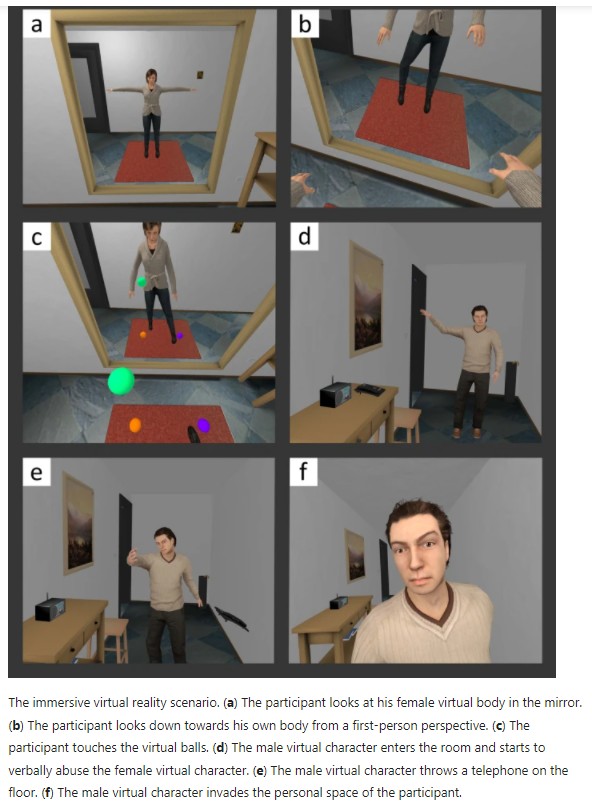 a
b
c
d
e
f
The immersive virtual reality scenario. (a) The participant looks at his female virtual body in the mirror.
(b) The participant looks down towards his own body from a first-person perspective. (c) The
participant touches the virtual balls. (d) The male virtual character enters the room and starts to
verbally abuse the female virtual character. (e) The male virtual character throws a telephone on the
floor. (f) The male virtual character invades the personal space of the participant.